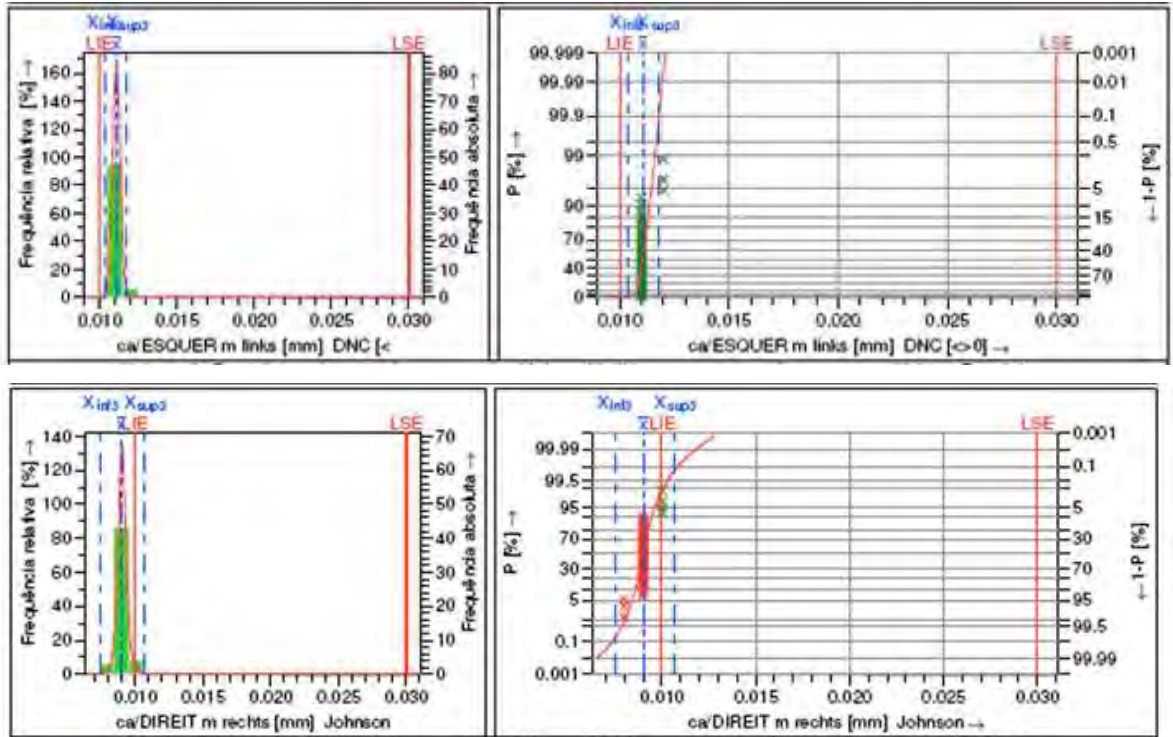 Xinf3 Xsup3
LIE x̄ LSE
Frequência relativa [%] →
160
140
120
100
80
60
40
20
0
80
70
60
50
40
30
20
10
0
Frequência absoluta →
0.010 0.015 0.020 0.025 0.030
ca/ESQUER m links [mm] DNC [<
Xinf3 Xsup3
LIE x̄ LSE
P [%] →
99.999
99.99
99.9
99
90
70
40
0
0.001
0.01
0.1
0.5
5
15
40
70
← 1-P [%]
0.010 0.015 0.020 0.025 0.030
ca/ESQUER m links [mm] DNC [<>0] →
Xinf3 Xsup3
x̄ LIE LSE
Frequência relativa [%] →
140
120
100
80
60
40
20
0
70
60
50
40
30
20
10
0
Frequência absoluta →
0.010 0.015 0.020 0.025 0.030
ca/DIREIT m rechts [mm] Johnson
Xinf3 Xsup3
x̄ LIE LSE
P [%] →
99.99
99.5
95
70
30
5
0.1
0.001
0.001
0.1
5
30
70
95
99.5
99.99
← 1-P [%]
0.010 0.015 0.020 0.025 0.030
ca/DIREIT m rechts [mm] Johnson →